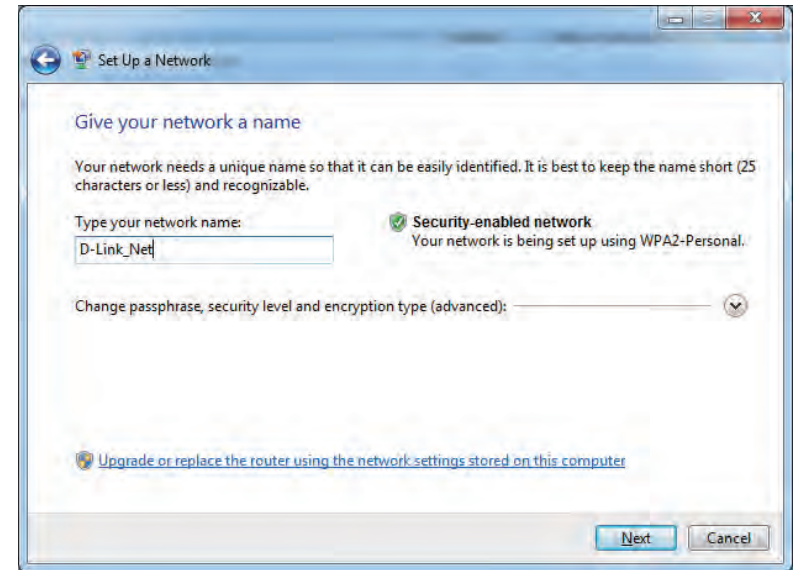 Set Up a Network
Give your network a name
Your network needs a unique name so that it can be easily identified. It is best to keep the name short (25
characters or less) and recognizable.
Type your network name:
Security-enabled network
D-Link_Net
Your network is being set up using WPA2-Personal.
Change passphrase, security level and encryption type (advanced):
Upgrade or replace the router using the network settings stored on this computer
Next
Cancel